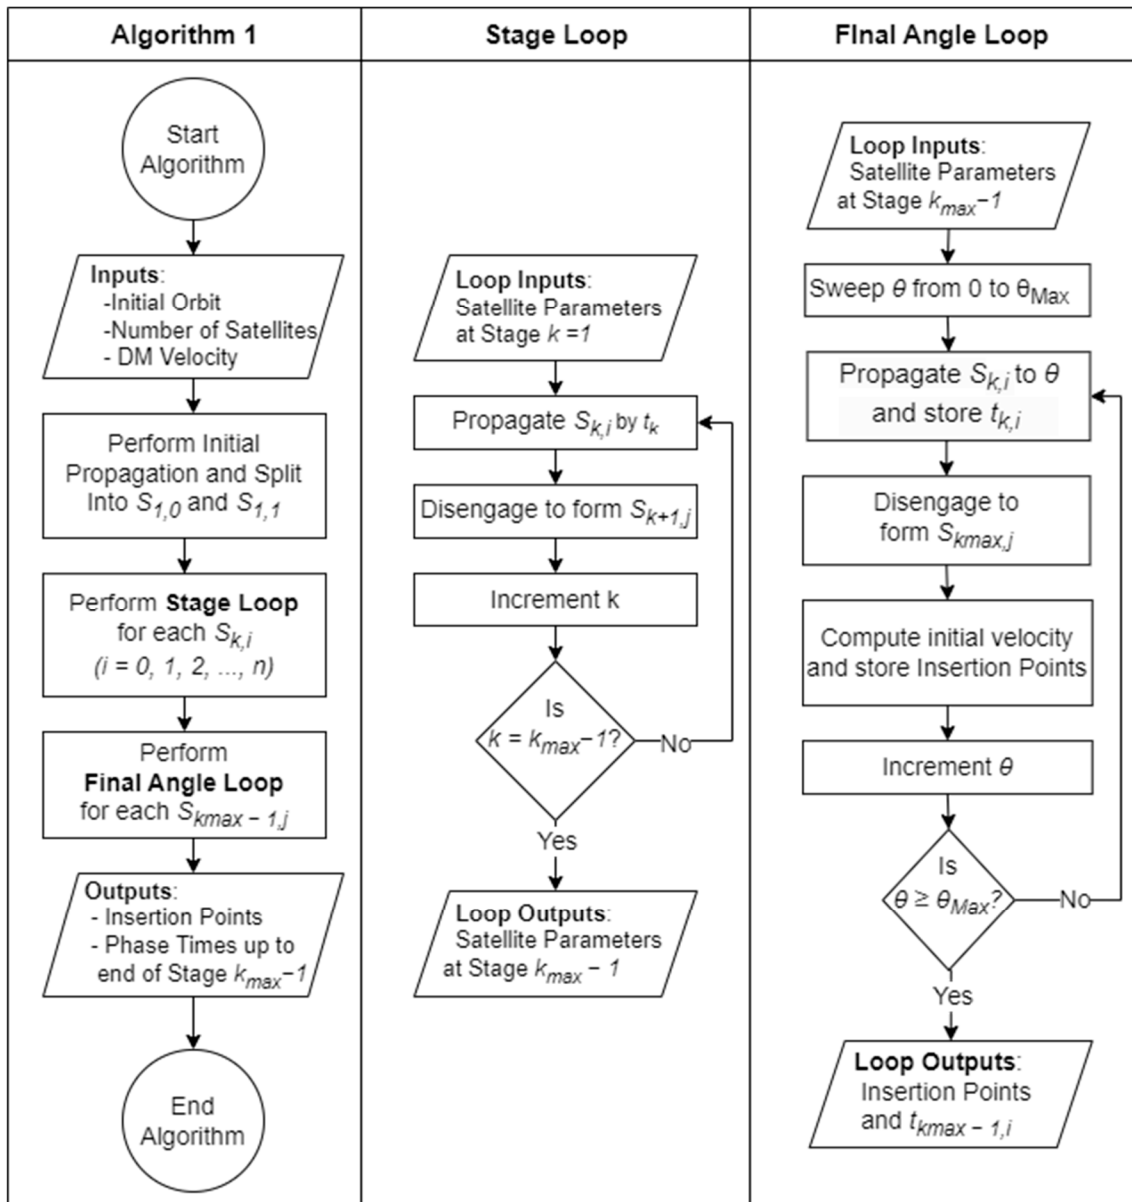 Algorithm 1
Start
Algorithm
Inputs:
-Initial Orbit
-Number of Satellites
- DM Velocity
Perform Initial
Propagation and Split
Into S1,0 and S1,1
Perform Stage Loop
for each Sk,i
(i = 0, 1, 2, ..., n)
Perform
Final Angle Loop
for each Skmax − 1,j
Outputs:
- Insertion Points
- Phase Times up to
end of Stage kmax−1
End
Algorithm
Stage Loop
Loop Inputs:
Satellite Parameters
at Stage k =1
Propagate Sk,i by tk
Disengage to form Sk+1,j
Increment k
Is
k = kmax−1?
No
Yes
Loop Outputs:
Satellite Parameters
at Stage kmax − 1
FInal Angle Loop
Loop Inputs:
Satellite Parameters
at Stage kmax−1
Sweep θ from 0 to θMax
Propagate Sk,i to θ
and store tk,i
Disengage to
form Skmax,j
Compute initial velocity
and store Insertion Points
Increment θ
Is
θ ≥ θMax?
No
Yes
Loop Outputs:
Insertion Points
and tkmax − 1,i